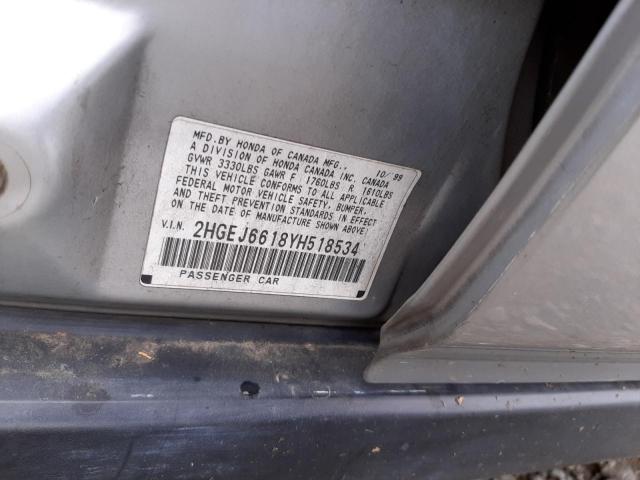 MFD. BY HONDA OF CANADA MFG., 10/99
A DIVISION OF HONDA CANADA INC. CANADA
GVWR 3330LBS GAWR F 1760LBS R 1610LBS
THIS VEHICLE CONFORMS TO ALL APPLICABLE
FEDERAL MOTOR VEHICLE SAFETY, BUMPER,
AND THEFT PREVENTION STANDARDS IN EFFECT
ON THE DATE OF MANUFACTURE SHOWN ABOVE.
V.I.N. 2HGEJ6618YH518534
PASSENGER CAR